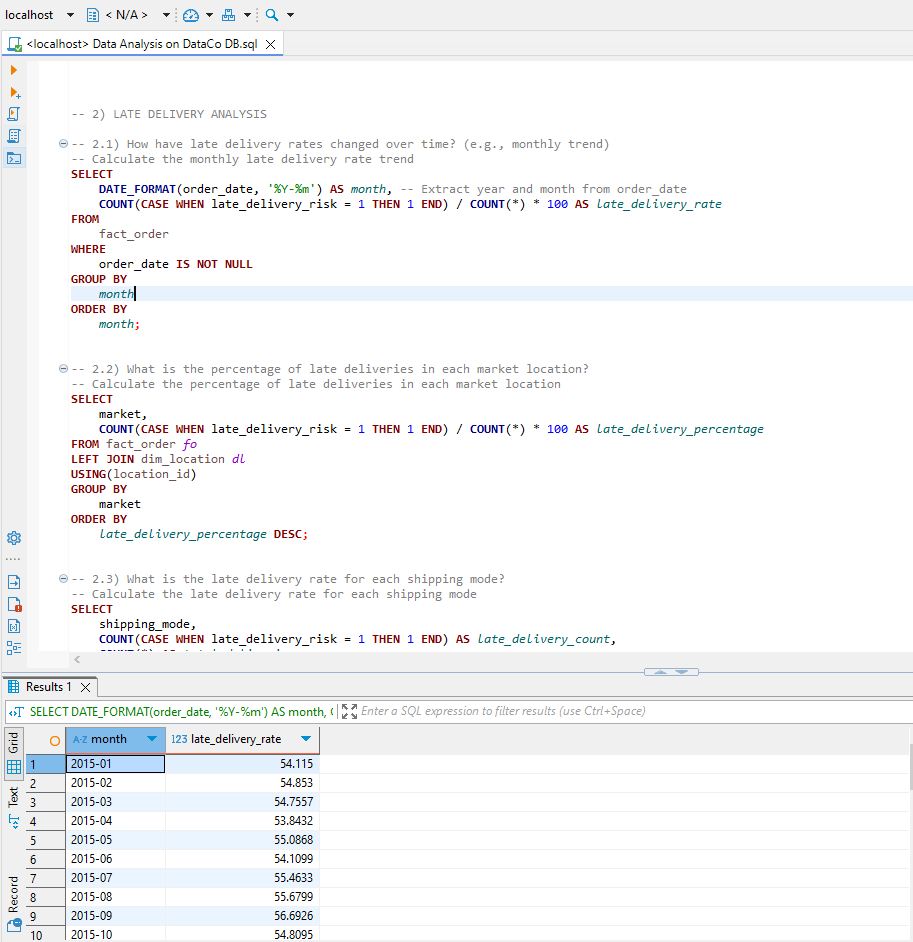 localhost < N/A >
<localhost> Data Analysis on DataCo DB.sql
-- 2) LATE DELIVERY ANALYSIS
-- 2.1) How have late delivery rates changed over time? (e.g., monthly trend)
-- Calculate the monthly late delivery rate trend
SELECT
DATE_FORMAT(order_date, '%Y-%m') AS month, -- Extract year and month from order_date
COUNT(CASE WHEN late_delivery_risk = 1 THEN 1 END) / COUNT(*) * 100 AS late_delivery_rate
FROM
fact_order
WHERE
order_date IS NOT NULL
GROUP BY
month
ORDER BY
month;
-- 2.2) What is the percentage of late deliveries in each market location?
-- Calculate the percentage of late deliveries in each market location
SELECT
market,
COUNT(CASE WHEN late_delivery_risk = 1 THEN 1 END) / COUNT(*) * 100 AS late_delivery_percentage
FROM fact_order fo
LEFT JOIN dim_location dl
USING(location_id)
GROUP BY
market
ORDER BY
late_delivery_percentage DESC;
-- 2.3) What is the late delivery rate for each shipping mode?
-- Calculate the late delivery rate for each shipping mode
SELECT
shipping_mode,
COUNT(CASE WHEN late_delivery_risk = 1 THEN 1 END) AS late_delivery_count,
Results 1
SELECT DATE_FORMAT(order_date, '%Y-%m') AS month, Enter a SQL expression to filter results (use Ctrl+Space)
Grid
Text
Record
A-Z month 123 late_delivery_rate
1 2015-01 54.115
2 2015-02 54.853
3 2015-03 54.7557
4 2015-04 53.8432
5 2015-05 55.0868
6 2015-06 54.1099
7 2015-07 55.4633
8 2015-08 55.6799
9 2015-09 56.6926
10 2015-10 54.8095